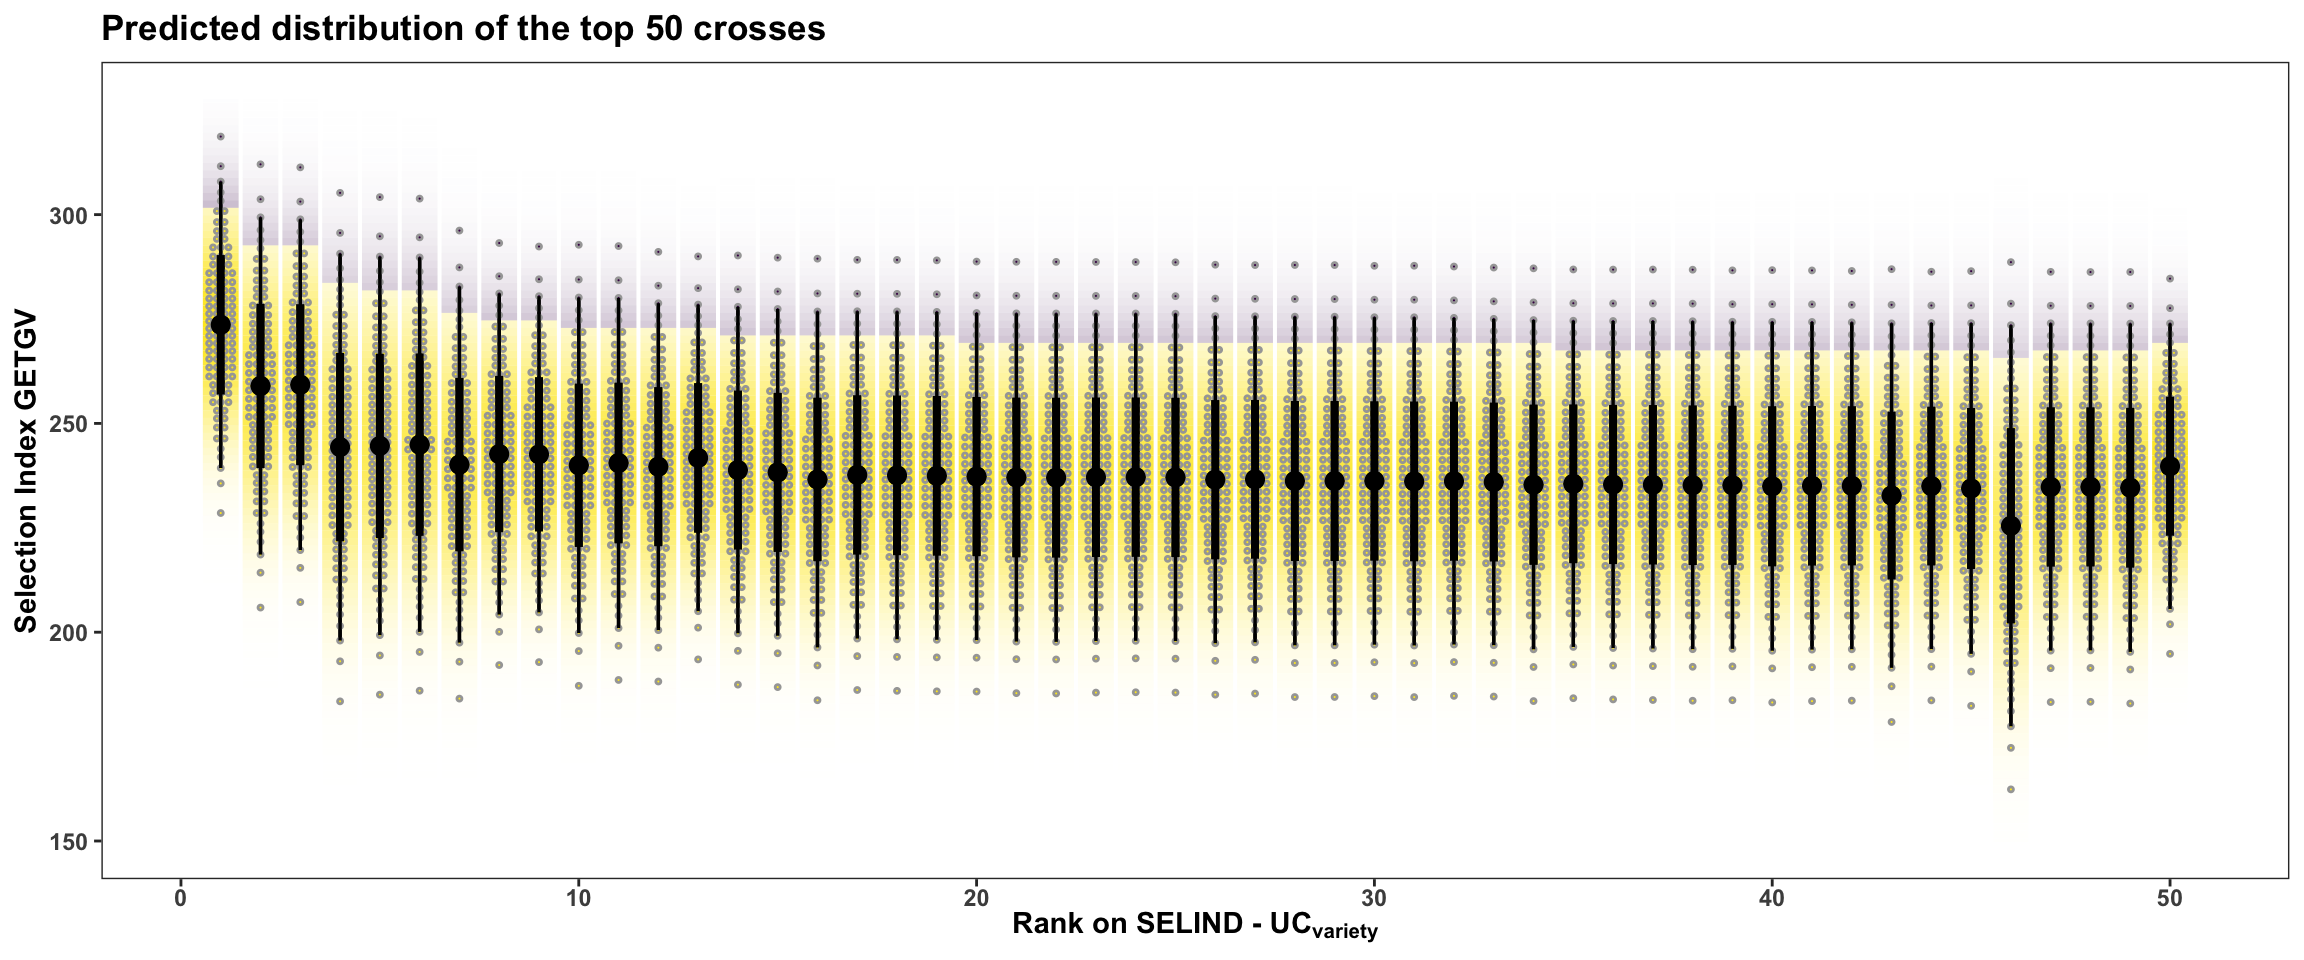 Predicted distribution of the top 50 crosses
Selection Index GETGV
300
250
200
150
0 10 20 30 40 50
Rank on SELIND - UCvariety